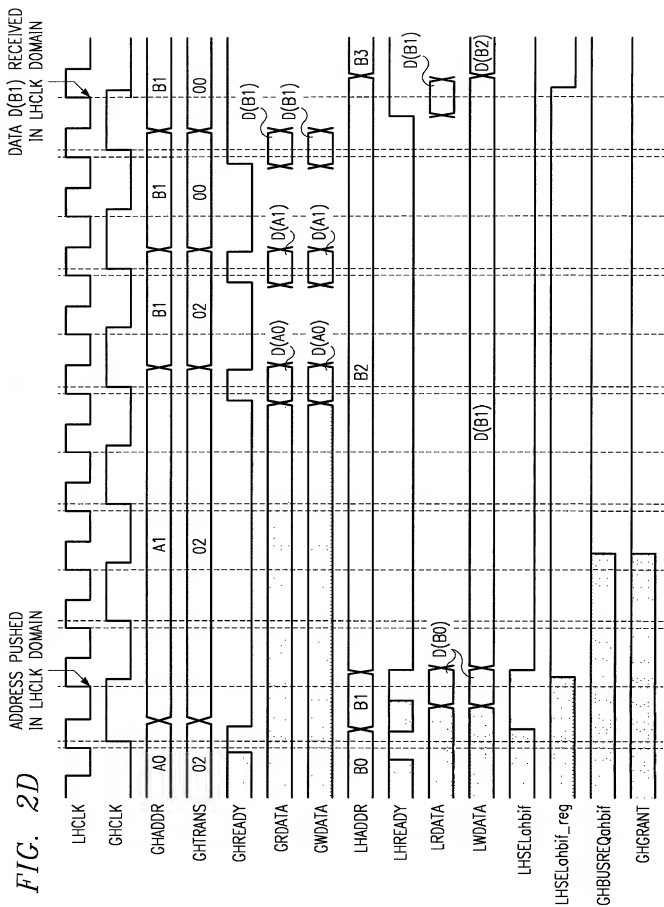 FIG. 2D
ADDRESS PUSHED
IN LHCLK DOMAIN
DATA D(B1) RECEIVED
IN LHCLK DOMAIN
LHCLK
GHCLK
GHADDR A0 A1 B1 B1 B1
GHTRANS 02 02 02 00 00
GHREADY
GRDATA D(A0) D(A1) D(B1)
GWDATA D(A0) D(A1) D(B1)
LHADDR B0 B1 B2 B3
LHREADY
LRDATA D(B0) D(B1)
LWDATA D(B1) D(B2)
LHSELahbif
LHSELahbif_reg
GHBUSREQahbif
GHGRANT